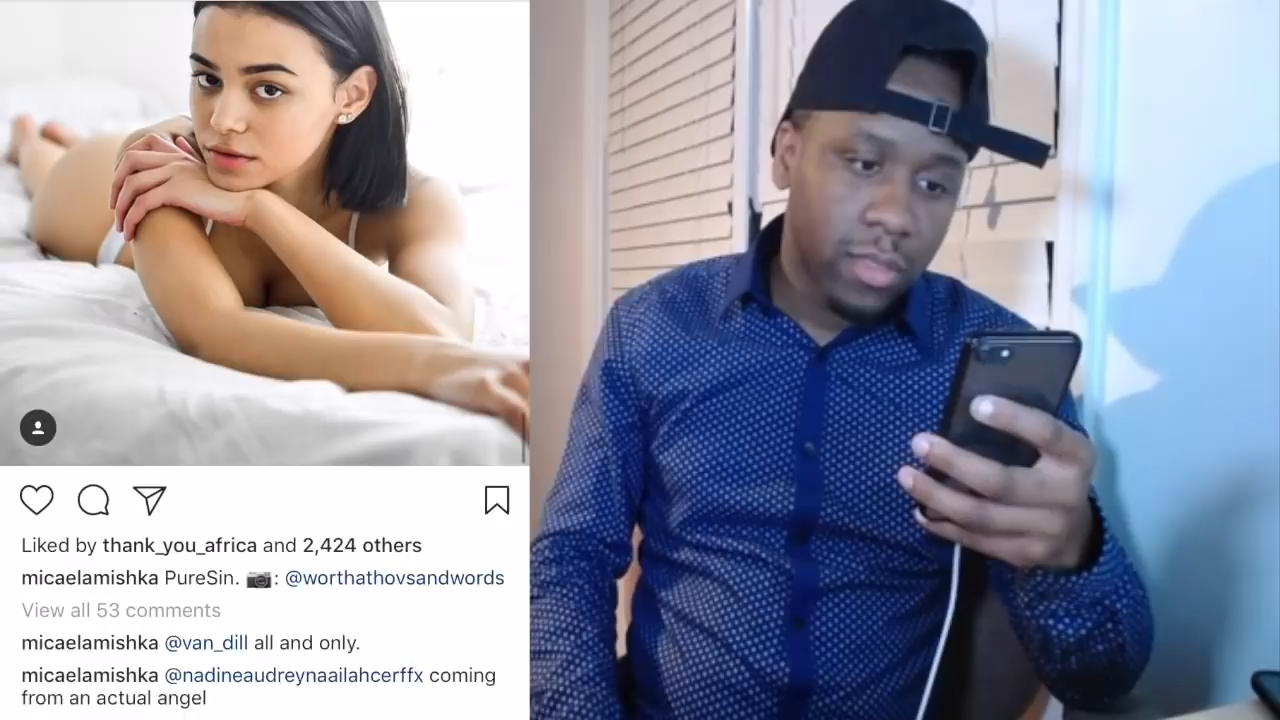 Liked by thank_you_africa and 2,424 others
micaelamishka PureSin. 📷: @worthathovsandwords
View all 53 comments
micaelamishka @van_dill all and only.
micaelamishka @nadineaudreynaailahcerffx coming
from an actual angel